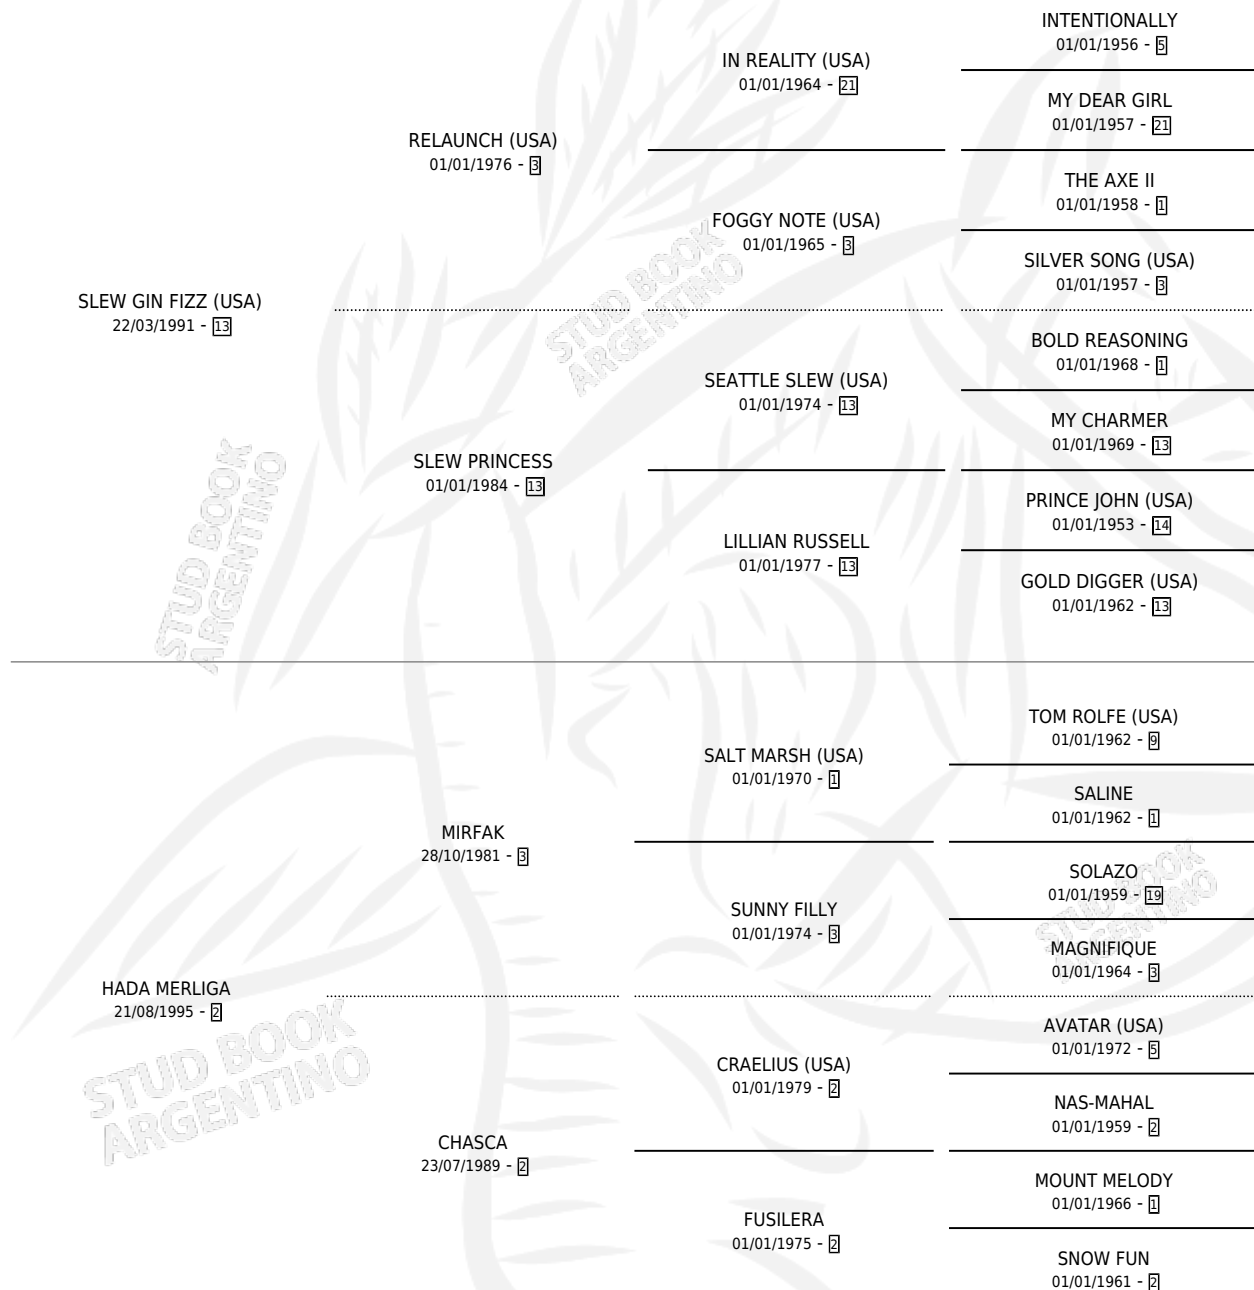 INTENTIONALLY
01/01/1956 - 5
IN REALITY (USA)
01/01/1964 - 21
MY DEAR GIRL
01/01/1957 - 21
RELAUNCH (USA)
01/01/1976 - 3
THE AXE II
01/01/1958 - 1
FOGGY NOTE (USA)
01/01/1965 - 3
SILVER SONG (USA)
01/01/1957 - 3
SLEW GIN FIZZ (USA)
22/03/1991 - 13
BOLD REASONING
01/01/1968 - 1
SEATTLE SLEW (USA)
01/01/1974 - 13
MY CHARMER
01/01/1969 - 13
SLEW PRINCESS
01/01/1984 - 13
PRINCE JOHN (USA)
01/01/1953 - 14
LILLIAN RUSSELL
01/01/1977 - 13
GOLD DIGGER (USA)
01/01/1962 - 13
TOM ROLFE (USA)
01/01/1962 - 9
SALT MARSH (USA)
01/01/1970 - 1
SALINE
01/01/1962 - 1
MIRFAK
28/10/1981 - 3
SOLAZO
01/01/1959 - 19
SUNNY FILLY
01/01/1974 - 3
MAGNIFIQUE
01/01/1964 - 3
HADA MERLIGA
21/08/1995 - 2
AVATAR (USA)
01/01/1972 - 5
CRAELIUS (USA)
01/01/1979 - 2
NAS-MAHAL
01/01/1959 - 2
CHASCA
23/07/1989 - 2
MOUNT MELODY
01/01/1966 - 1
FUSILERA
01/01/1975 - 2
SNOW FUN
01/01/1961 - 2
STUD BOOK
ARGENTINO
STUD BOOK
ARGENTINO
STUD BOOK
ARGENTINO
STUD BOOK
ARGENTINO